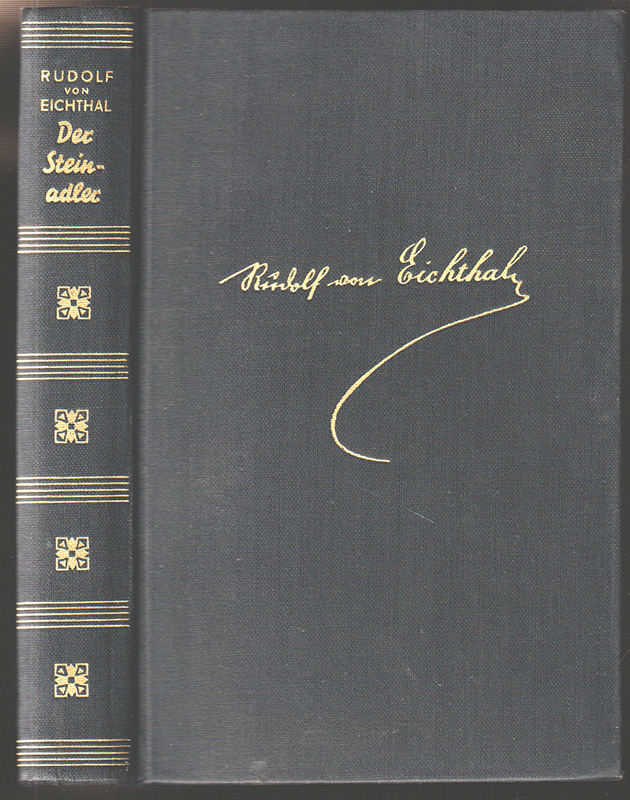 RUDOLF
VON
EICHTHAL
Der
Stein-
adler
Rudolf von Eichthal